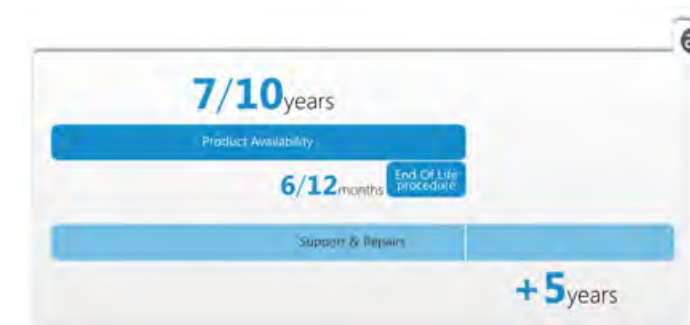 7/10years
Product Availability
6/12months
End Of Life
procedure
Support & Repairs
+5years